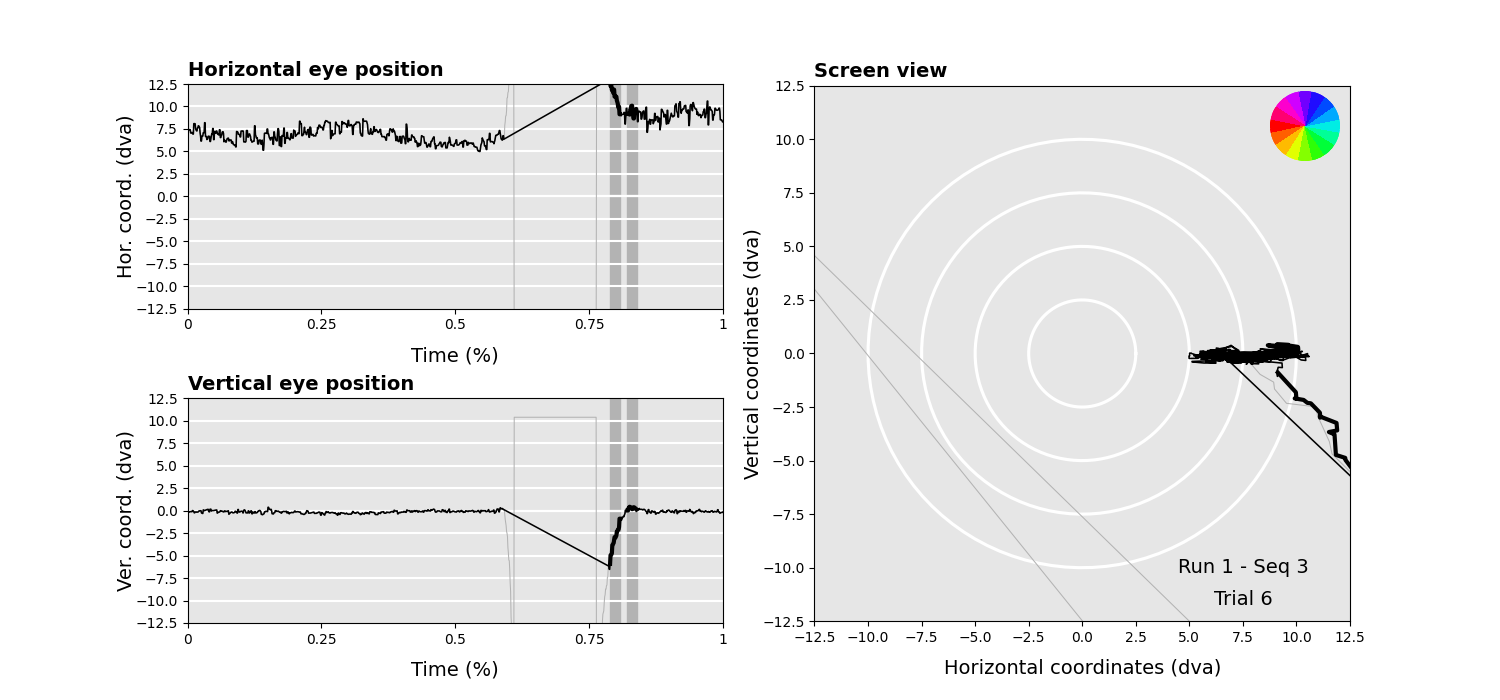 Horizontal eye position
12.5
10.0
7.5
5.0
2.5
0.0
−2.5
−5.0
−7.5
−10.0
−12.5
Hor. coord. (dva)
0 0.25 0.5 0.75 1
Time (%)
Vertical eye position
12.5
10.0
7.5
5.0
2.5
0.0
−2.5
−5.0
−7.5
−10.0
−12.5
Ver. coord. (dva)
0 0.25 0.5 0.75 1
Time (%)
Screen view
12.5
10.0
7.5
5.0
2.5
0.0
−2.5
−5.0
−7.5
−10.0
−12.5
Vertical coordinates (dva)
Run 1 - Seq 3
Trial 6
−12.5 −10.0 −7.5 −5.0 −2.5 0.0 2.5 5.0 7.5 10.0 12.5
Horizontal coordinates (dva)